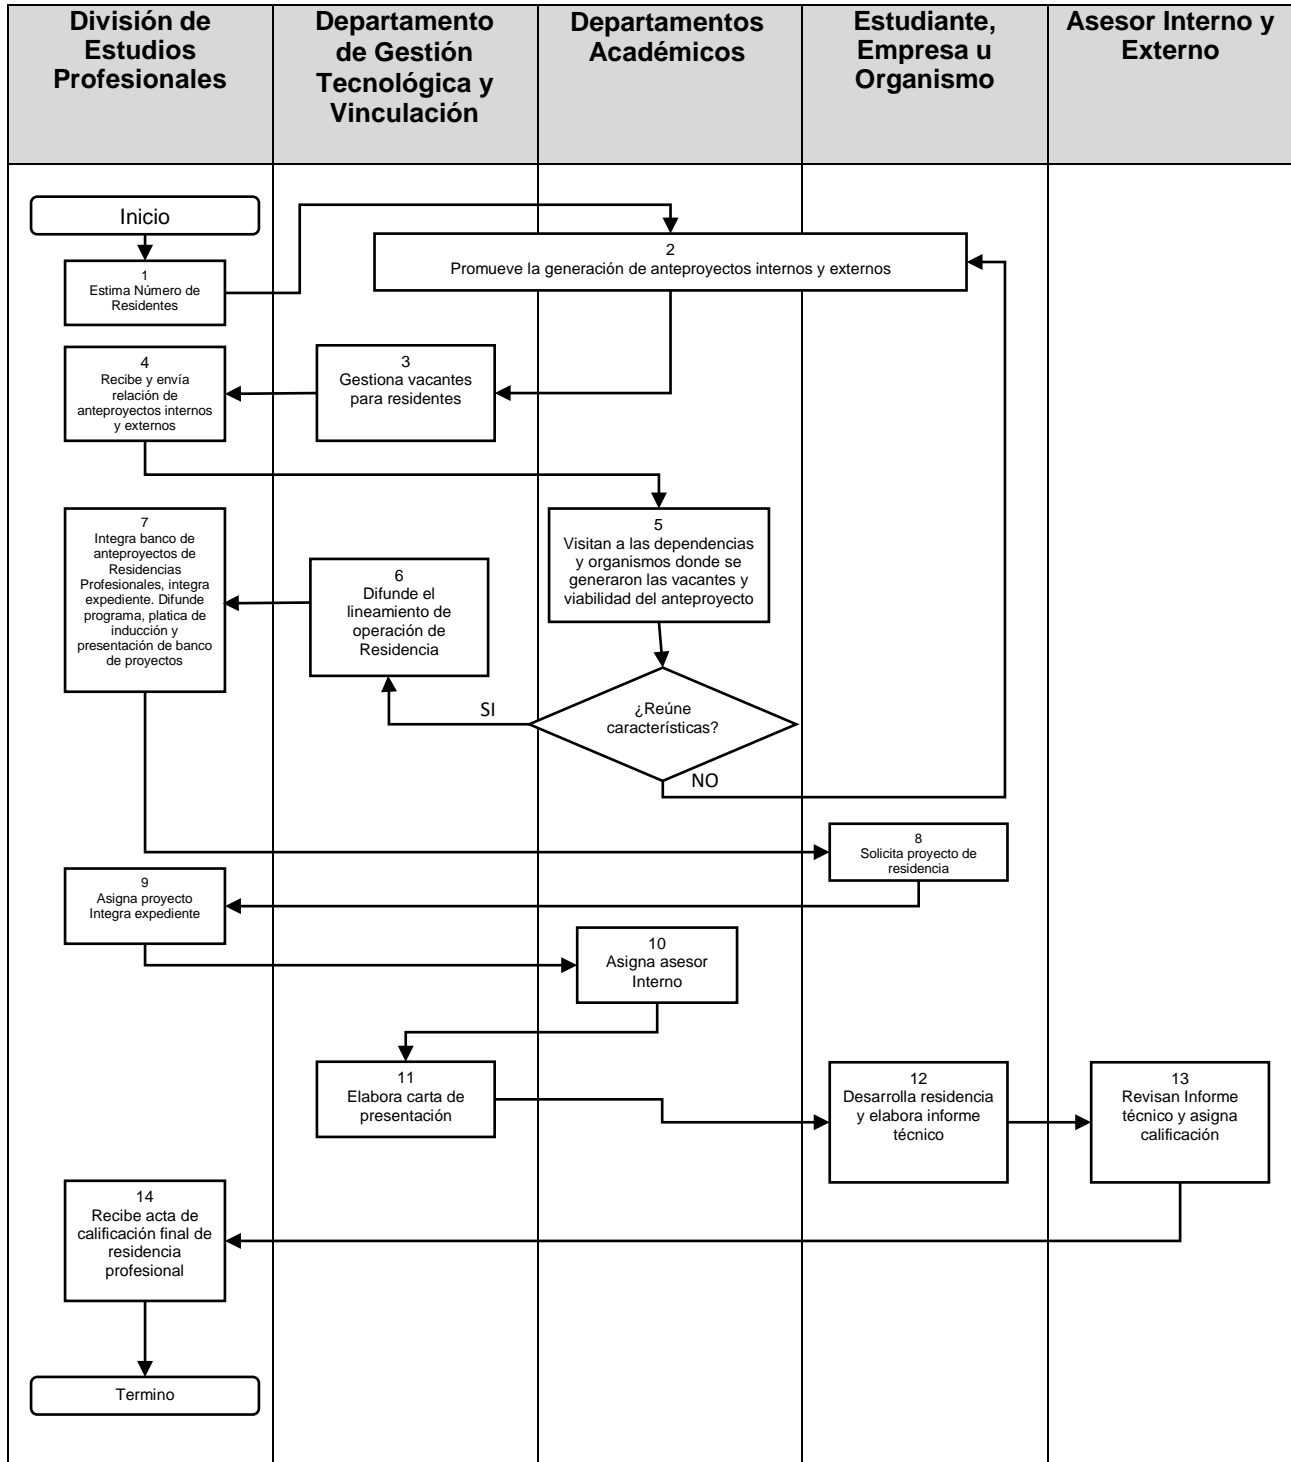 División de
Estudios
Profesionales
Departamento
de Gestión
Tecnológica y
Vinculación
Departamentos
Académicos
Estudiante,
Empresa u
Organismo
Asesor Interno y
Externo
Inicio
1
Estima Número de
Residentes
2
Promueve la generación de anteproyectos internos y externos
3
Gestiona vacantes
para residentes
4
Recibe y envía
relación de
anteproyectos internos
y externos
5
Visitan a las dependencias
y organismos donde se
generaron las vacantes y
viabilidad del anteproyecto
6
Difunde el
lineamiento de
operación de
Residencia
7
Integra banco de
anteproyectos de
Residencias
Profesionales, integra
expediente. Difunde
programa, platica de
inducción y
presentación de banco
de proyectos
¿Reúne
características?
SI
NO
8
Solicita proyecto de
residencia
9
Asigna proyecto
Integra expediente
10
Asigna asesor
Interno
11
Elabora carta de
presentación
12
Desarrolla residencia
y elabora informe
técnico
13
Revisan Informe
técnico y asigna
calificación
14
Recibe acta de
calificación final de
residencia
profesional
Termino